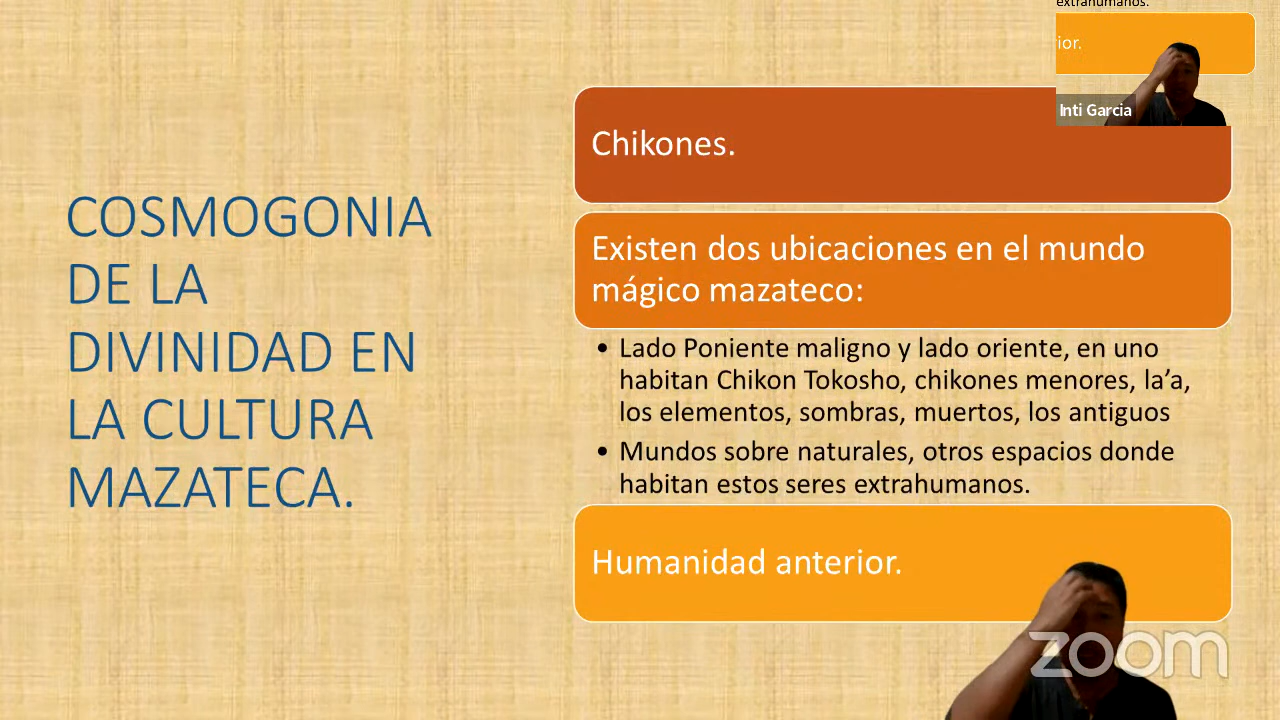 extrahumanos.
ior.
Inti Garcia
COSMOGONIA
DE LA
DIVINIDAD EN
LA CULTURA
MAZATECA.
Chikones.
Existen dos ubicaciones en el mundo
mágico mazateco:
• Lado Poniente maligno y lado oriente, en uno
habitan Chikon Tokosho, chikones menores, la’a,
los elementos, sombras, muertos, los antiguos
• Mundos sobre naturales, otros espacios donde
habitan estos seres extrahumanos.
Humanidad anterior.
zoom